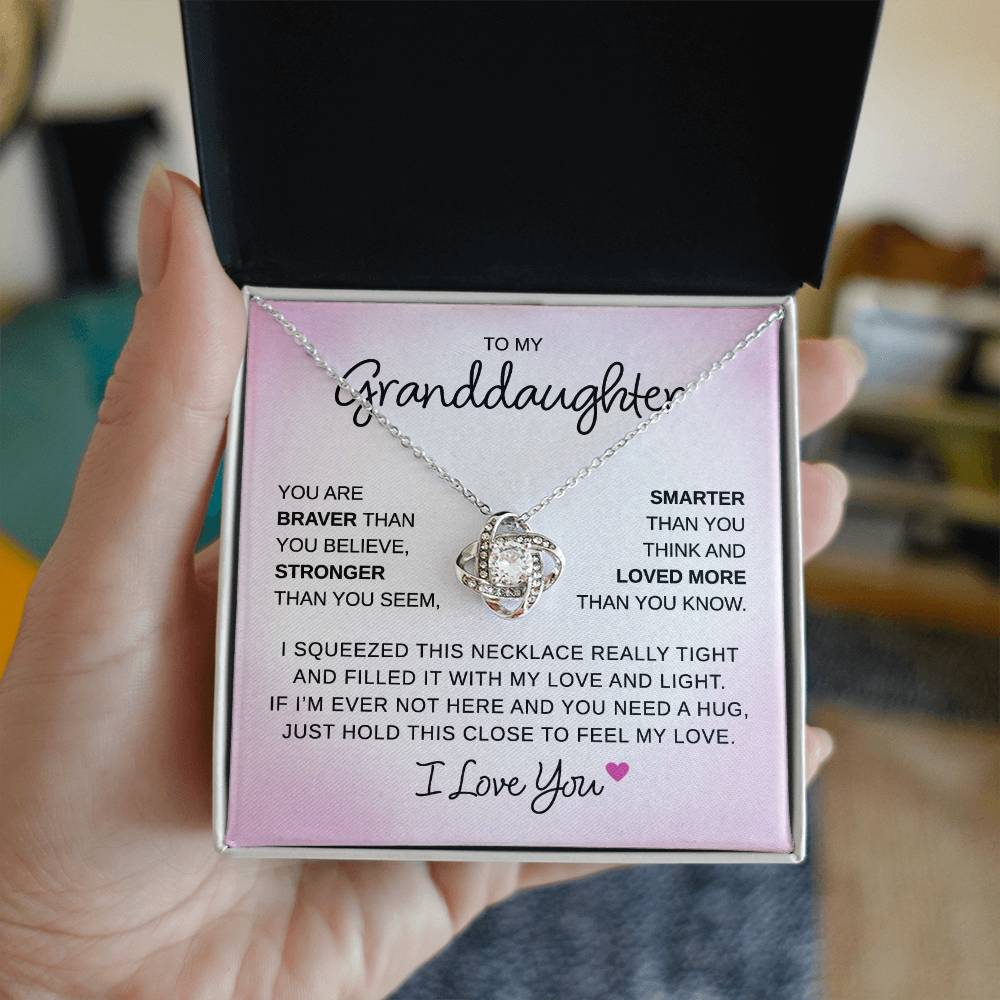 TO MY
Granddaughter
YOU ARE
BRAVER THAN
YOU BELIEVE,
STRONGER
THAN YOU SEEM,
SMARTER
THAN YOU
THINK AND
LOVED MORE
THAN YOU KNOW.
I SQUEEZED THIS NECKLACE REALLY TIGHT
AND FILLED IT WITH MY LOVE AND LIGHT.
IF I’M EVER NOT HERE AND YOU NEED A HUG,
JUST HOLD THIS CLOSE TO FEEL MY LOVE.
I Love You